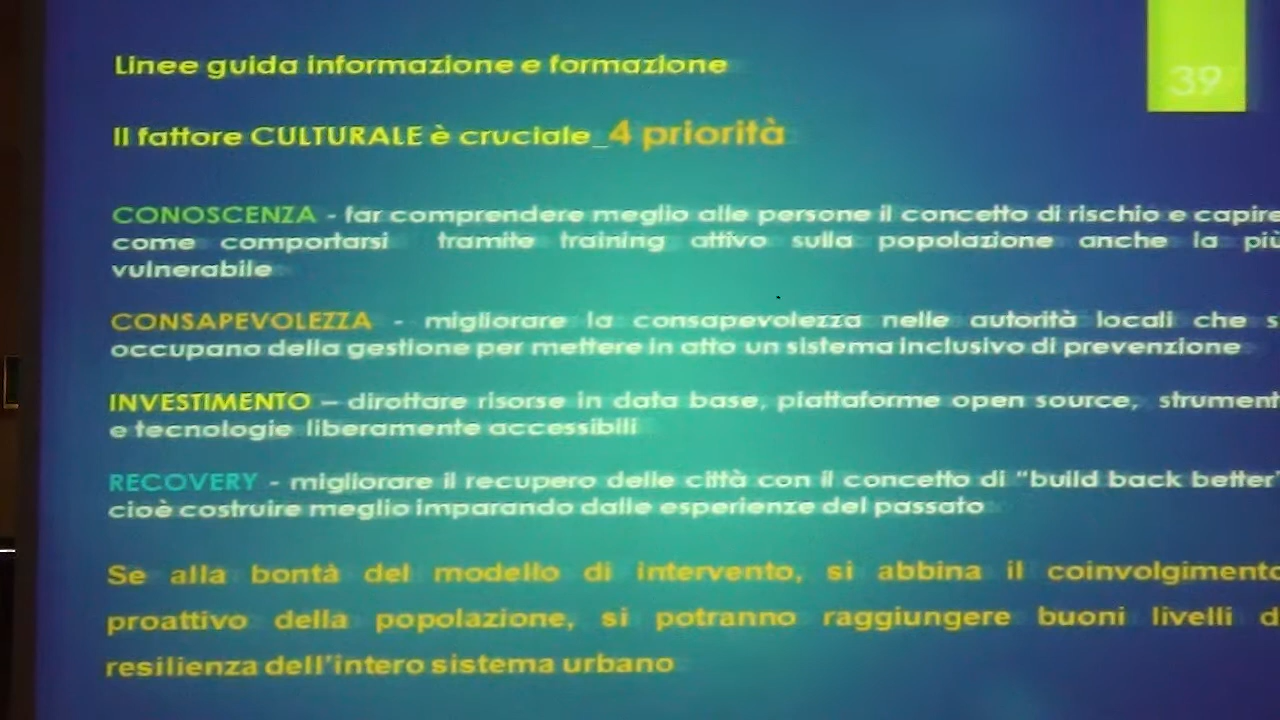 39
Linee guida informazione e formazione
Il fattore CULTURALE è cruciale_4 priorità
CONOSCENZA - far comprendere meglio alle persone il concetto di rischio e capire
come comportarsi tramite training attivo sulla popolazione anche la più
vulnerabile
CONSAPEVOLEZZA - migliorare la consapevolezza nelle autorità locali che s
occupano della gestione per mettere in atto un sistema inclusivo di prevenzione
INVESTIMENTO – dirottare risorse in data base, piattaforme open source, strument
e tecnologie liberamente accessibili
RECOVERY - migliorare il recupero delle città con il concetto di "build back better"
cioè costruire meglio imparando dalle esperienze del passato
Se alla bontà del modello di intervento, si abbina il coinvolgimento
proattivo della popolazione, si potranno raggiungere buoni livelli d
resilienza dell'intero sistema urbano